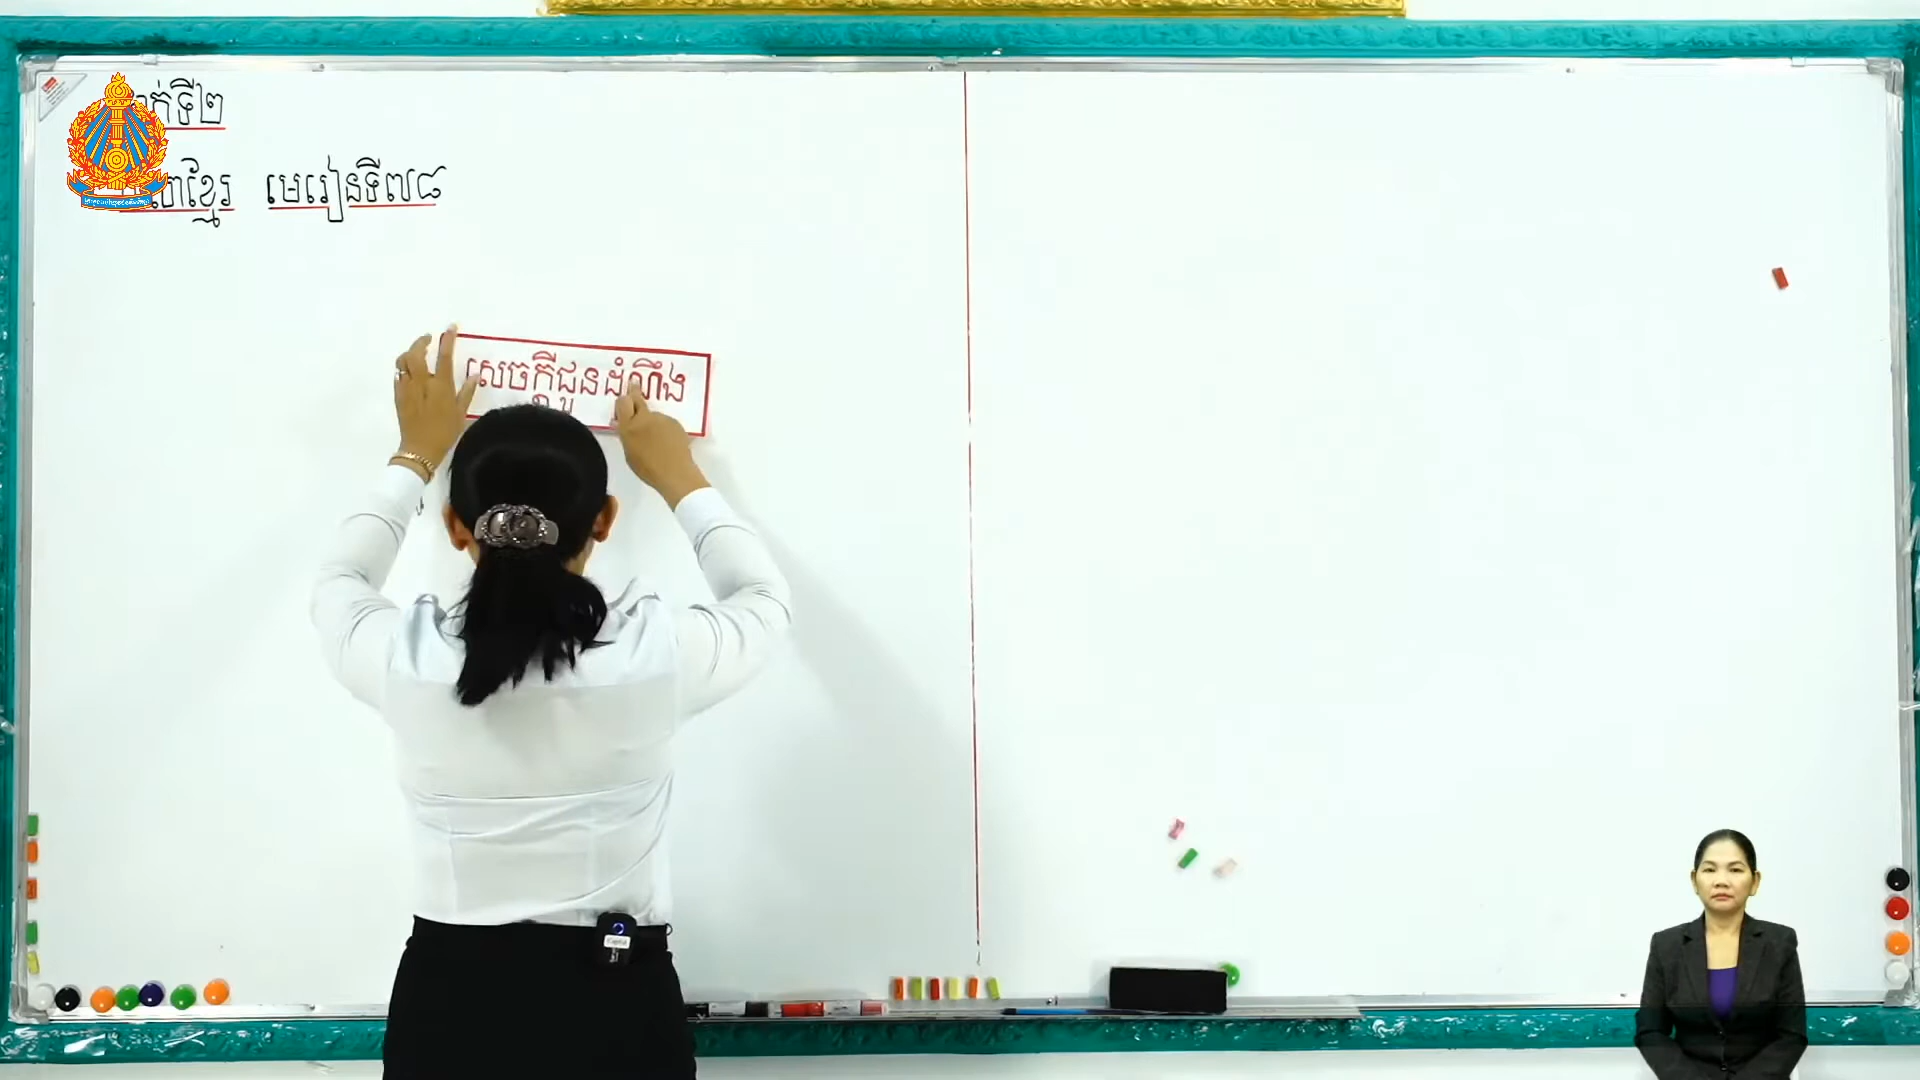 ទី២
ខ្មែរ មេរៀនទី៧៨
សេចក្ដីជួនដំណឹង